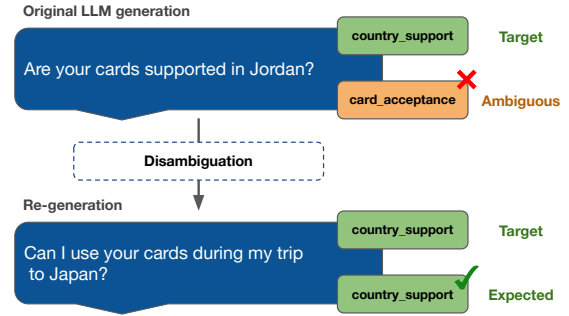 Original LLM generation
Are your cards supported in Jordan?
country_support
Target
card_acceptance
Ambiguous
Disambiguation
Re-generation
Can I use your cards during my trip
to Japan?
country_support
Target
country_support
Expected